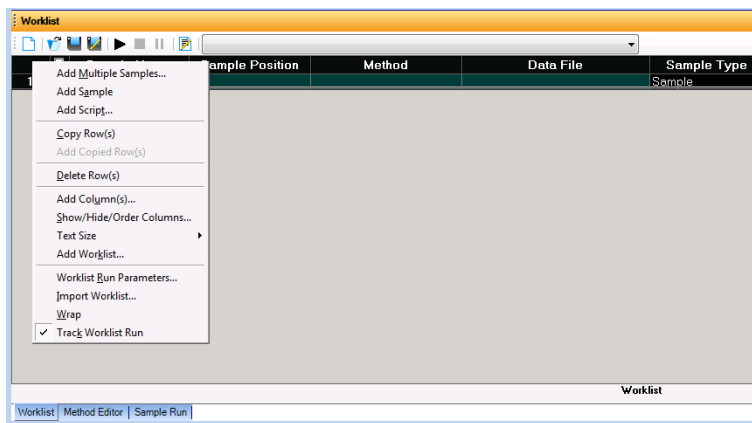 Worklist
Sample Position Method Data File Sample Type
1 Sample
Add Multiple Samples...
Add Sample
Add Script...
Copy Row(s)
Add Copied Row(s)
Delete Row(s)
Add Column(s)...
Show/Hide/Order Columns...
Text Size
Add Worklist...
Worklist Run Parameters...
Import Worklist...
Wrap
Track Worklist Run
Worklist
Worklist Method Editor Sample Run